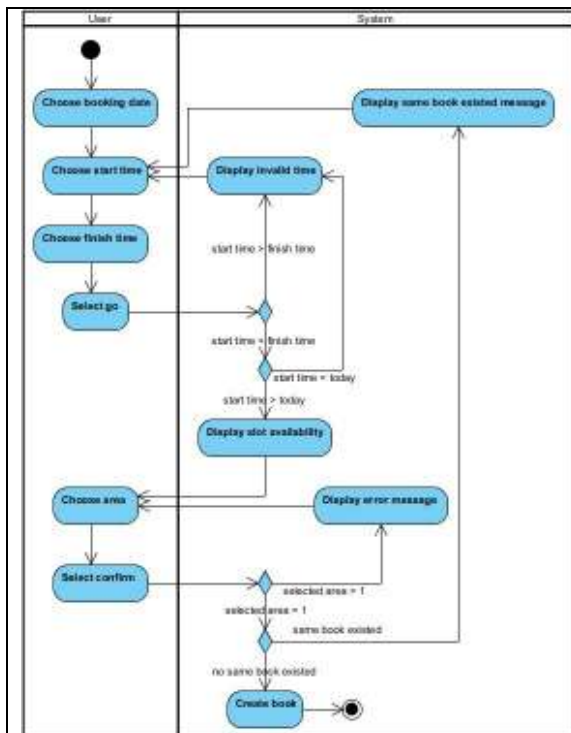 User
System
Choose booking date
Display same book existed message
Choose start time
Display invalid time
Choose finish time
start time > finish time
Select go
start time < finish time
start time < today
start time > today
Display slot availability
Choose area
Display error message
Select confirm
selected area 1
selected area = 1
same book existed
no same book existed
Create book